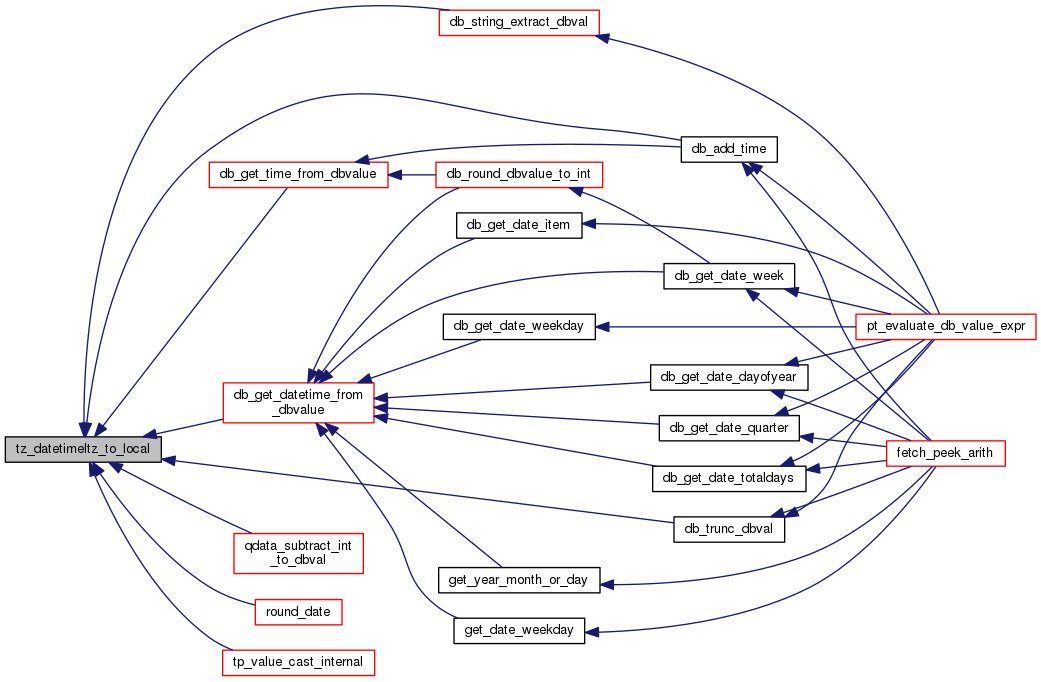 db_string_extract_dbval
db_add_time
db_get_time_from_dbvalue
db_round_dbvalue_to_int
db_get_date_item
db_get_date_week
db_get_date_weekday
pt_evaluate_db_value_expr
db_get_date_dayofyear
db_get_datetime_from
_dbvalue
db_get_date_quarter
tz_datetimeltz_to_local
fetch_peek_arith
db_get_date_totaldays
db_trunc_dbval
qdata_subtract_int
_to_dbval
get_year_month_or_day
round_date
get_date_weekday
tp_value_cast_internal